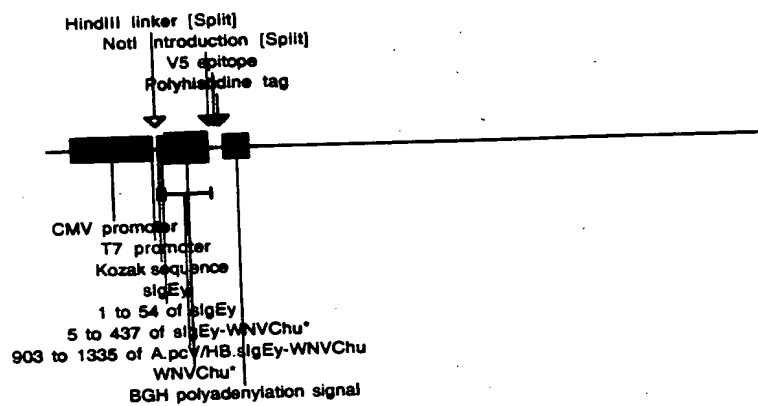 HindIII linker [Split]
NotI introduction [Split]
V5 epitope
Polyhistidine tag
CMV promoter
T7 promoter
Kozak sequence
sIgEy
1 to 54 of sIgEy
5 to 437 of sIgEy-WNVChu*
903 to 1335 of A.pcV/HB.sIgEy-WNVChu
WNVChu*
BGH polyadenylation signal